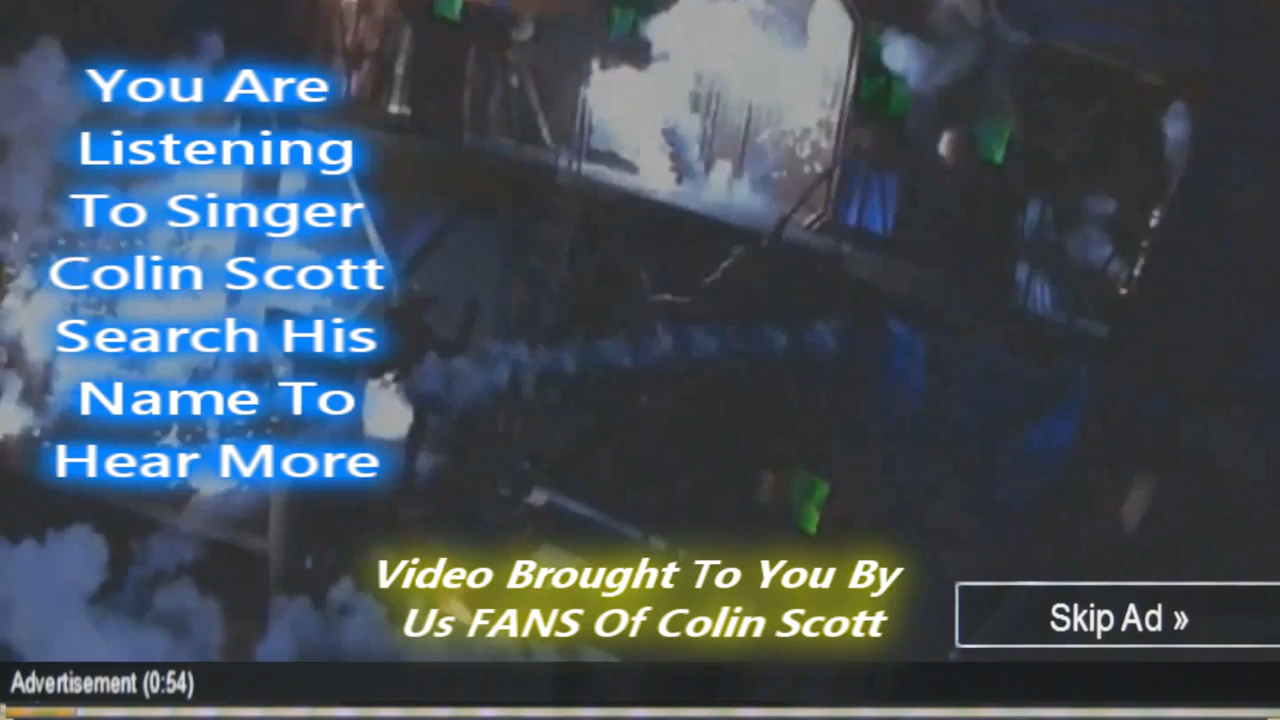 You Are
Listening
To Singer
Colin Scott
Search His
Name To
Hear More
Video Brought To You By
Us FANS Of Colin Scott
Skip Ad »
Advertisement (0:54)